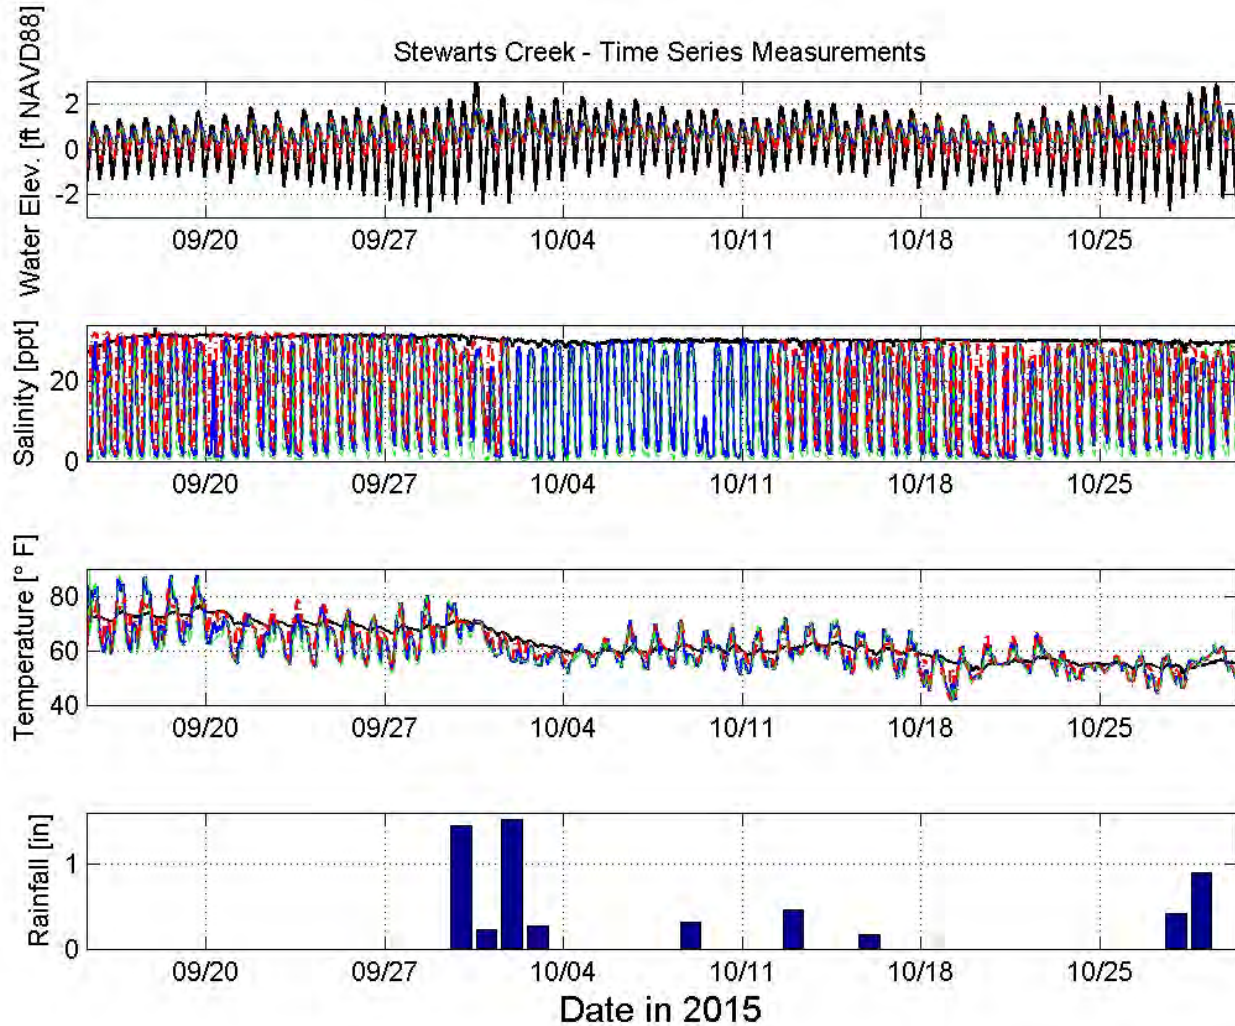 Stewarts Creek - Time Series Measurements
Water Elev. [ft NAVD88]
2
0
-2
09/20 09/27 10/04 10/11 10/18 10/25
Salinity [ppt]
20
0
09/20 09/27 10/04 10/11 10/18 10/25
Temperature [° F]
80
60
40
09/20 09/27 10/04 10/11 10/18 10/25
Rainfall [in]
1
0
09/20 09/27 10/04 10/11 10/18 10/25
Date in 2015